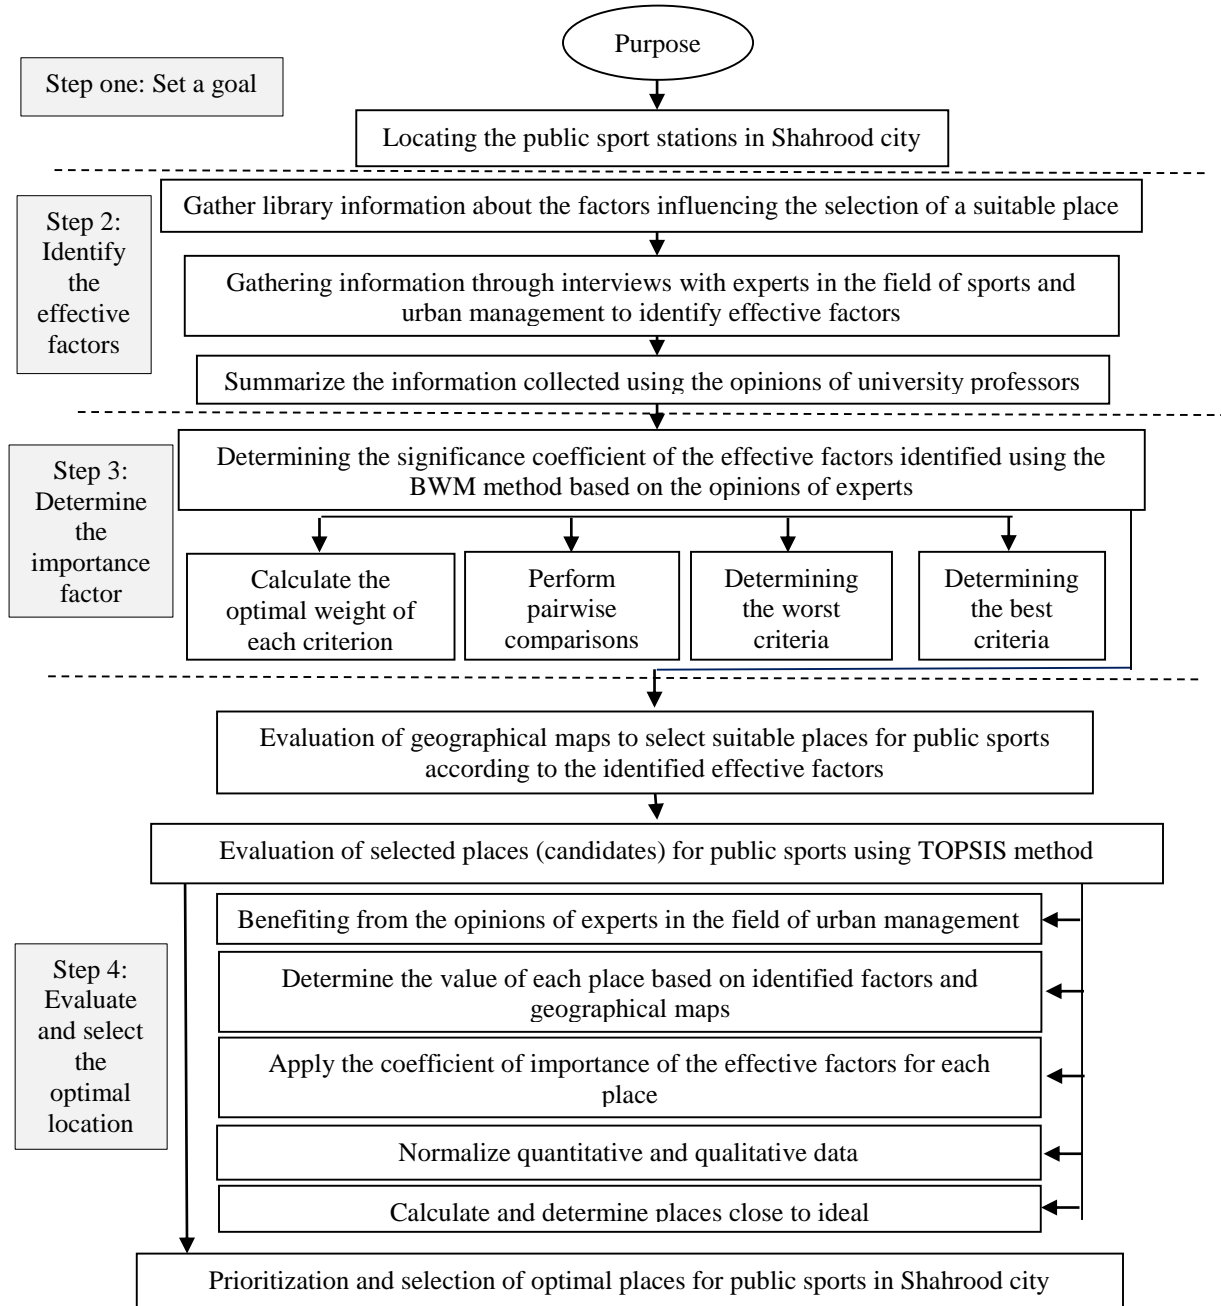 Purpose
Step one: Set a goal
Locating the public sport stations in Shahrood city
Step 2:
Identify
the
effective
factors
Gather library information about the factors influencing the selection of a suitable place
Gathering information through interviews with experts in the field of sports and
urban management to identify effective factors
Summarize the information collected using the opinions of university professors
Step 3:
Determine
the
importance
factor
Determining the significance coefficient of the effective factors identified using the
BWM method based on the opinions of experts
Calculate the
optimal weight of
each criterion
Perform
pairwise
comparisons
Determining
the worst
criteria
Determining
the best
criteria
Evaluation of geographical maps to select suitable places for public sports
according to the identified effective factors
Evaluation of selected places (candidates) for public sports using TOPSIS method
Step 4:
Evaluate
and select
the
optimal
location
Benefiting from the opinions of experts in the field of urban management
Determine the value of each place based on identified factors and
geographical maps
Apply the coefficient of importance of the effective factors for each
place
Normalize quantitative and qualitative data
Calculate and determine places close to ideal
Prioritization and selection of optimal places for public sports in Shahrood city